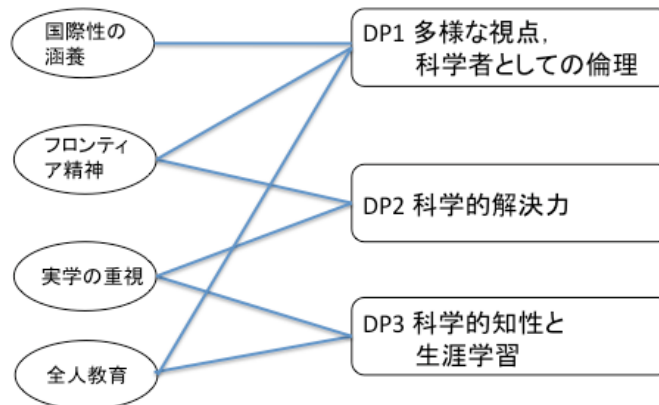 国際性の
涵養
フロンティ
ア精神
実学の重視
全人教育
DP1 多様な視点，
科学者としての倫理
DP2 科学的解決力
DP3 科学的知性と
生涯学習